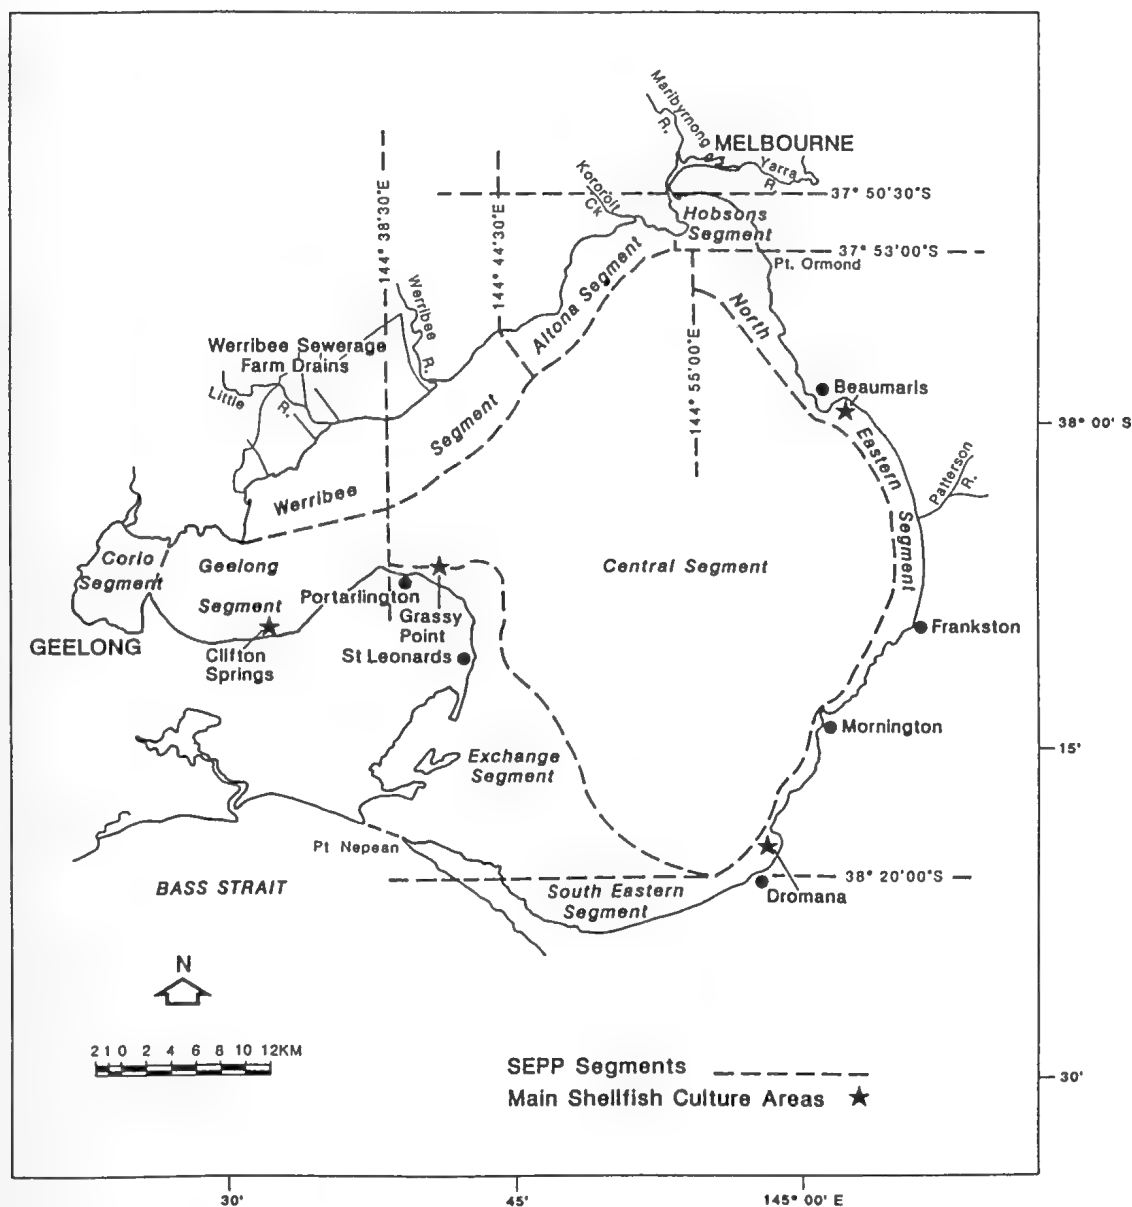 Maribyrnong
R.
MELBOURNE
Yarra
R
Kororoit
Ck
37° 50'30"S
Hobsons
Segment
37° 53'00"S
Pt. Ormond
144° 38'30"E
144° 44'30"E
Altona Segment
North
144° 55'00"E
Werribee
R.
Werribee Sewerage
Farm Drains
Little
R.
Beaumaris
38° 00' S
Eastern
Segment
Patterson
R.
Segment
Werribee
Corio
Segment
Geelong
Segment
Central Segment
Portarlington
Grassy
Point
Frankston
GEELONG
Clifton
Springs
St Leonards
Mornington
15'
Exchange
Segment
Pt Nepean
BASS STRAIT
South Eastern
Segment
38° 20'00"S
Dromana
N
2 1 0 2 4 6 8 10 12KM
SEPP Segments
Main Shellfish Culture Areas
30'
30'
45'
145° 00' E